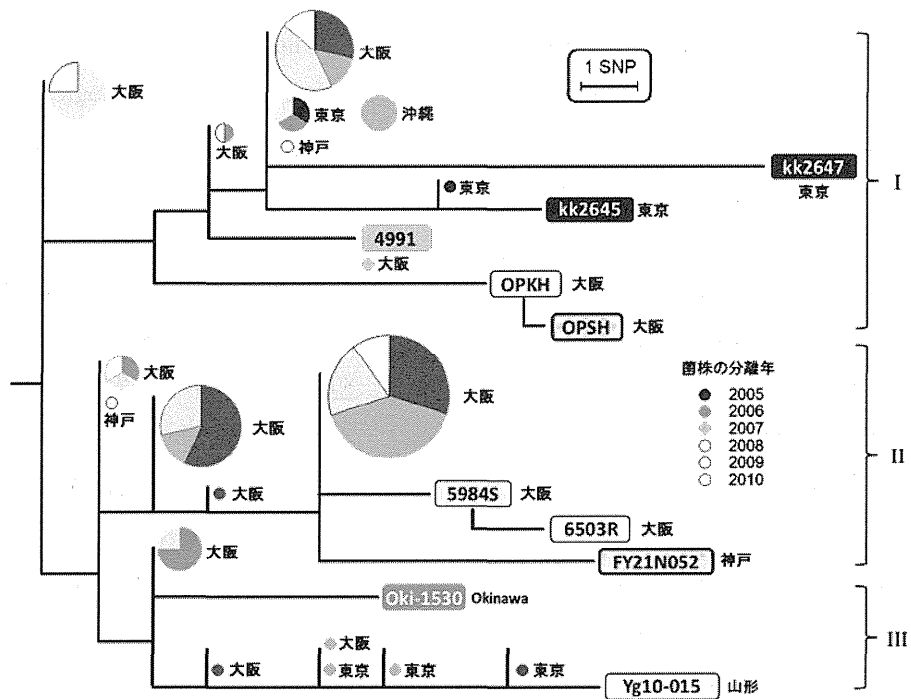 大阪
1 SNP
大阪
東京
沖縄
神戸
大阪
kk2647
東京
I
東京
kk2645 東京
4991
大阪
OPKH 大阪
OPSH 大阪
大阪
神戸
大阪
大阪
菌株の分離年
2005
2006
2007
2008
2009
2010
II
大阪
5984S 大阪
6503R 大阪
大阪
FY21N052 神戸
Oki-1530 Okinawa
III
大阪
大阪
東京
東京
東京
Yg10-015 山形